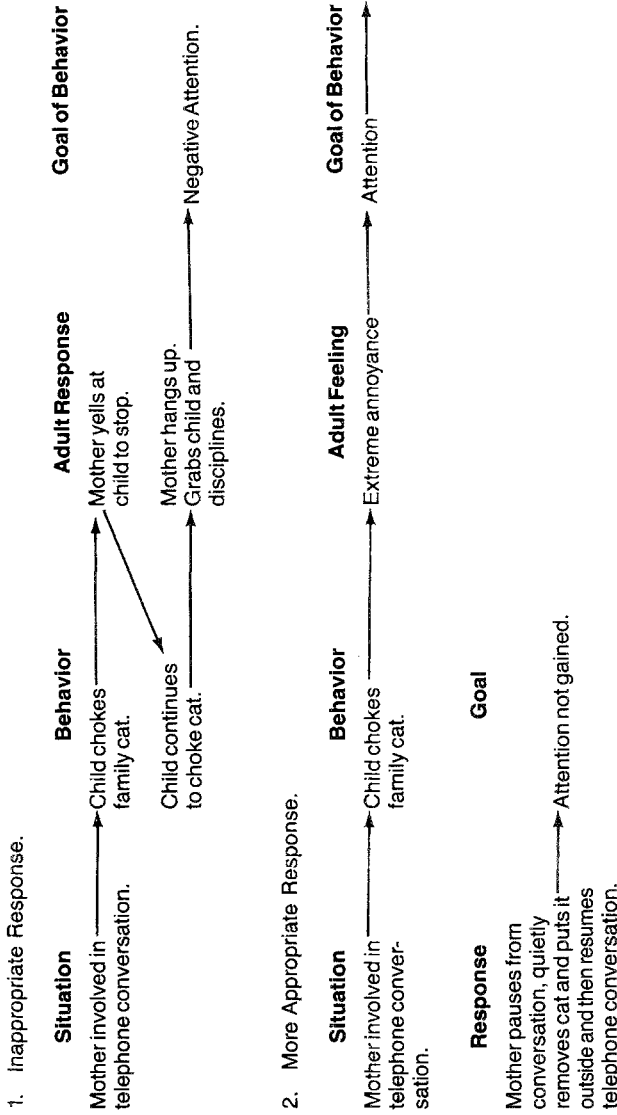 1. Inappropriate Response.
Situation
Behavior
Adult Response
Goal of Behavior
Mother involved in
telephone conversation.
Child chokes
family cat.
Mother yells at
child to stop.
Child continues
to choke cat.
Mother hangs up.
Grabs child and
disciplines.
Negative Attention.
2. More Appropriate Response.
Situation
Behavior
Adult Feeling
Goal of Behavior
Mother involved in
telephone conver-
sation.
Child chokes
family cat.
Extreme annoyance
Attention
Response
Goal
Mother pauses from
conversation, quietly
removes cat and puts it
outside and then resumes
telephone conversation.
Attention not gained.